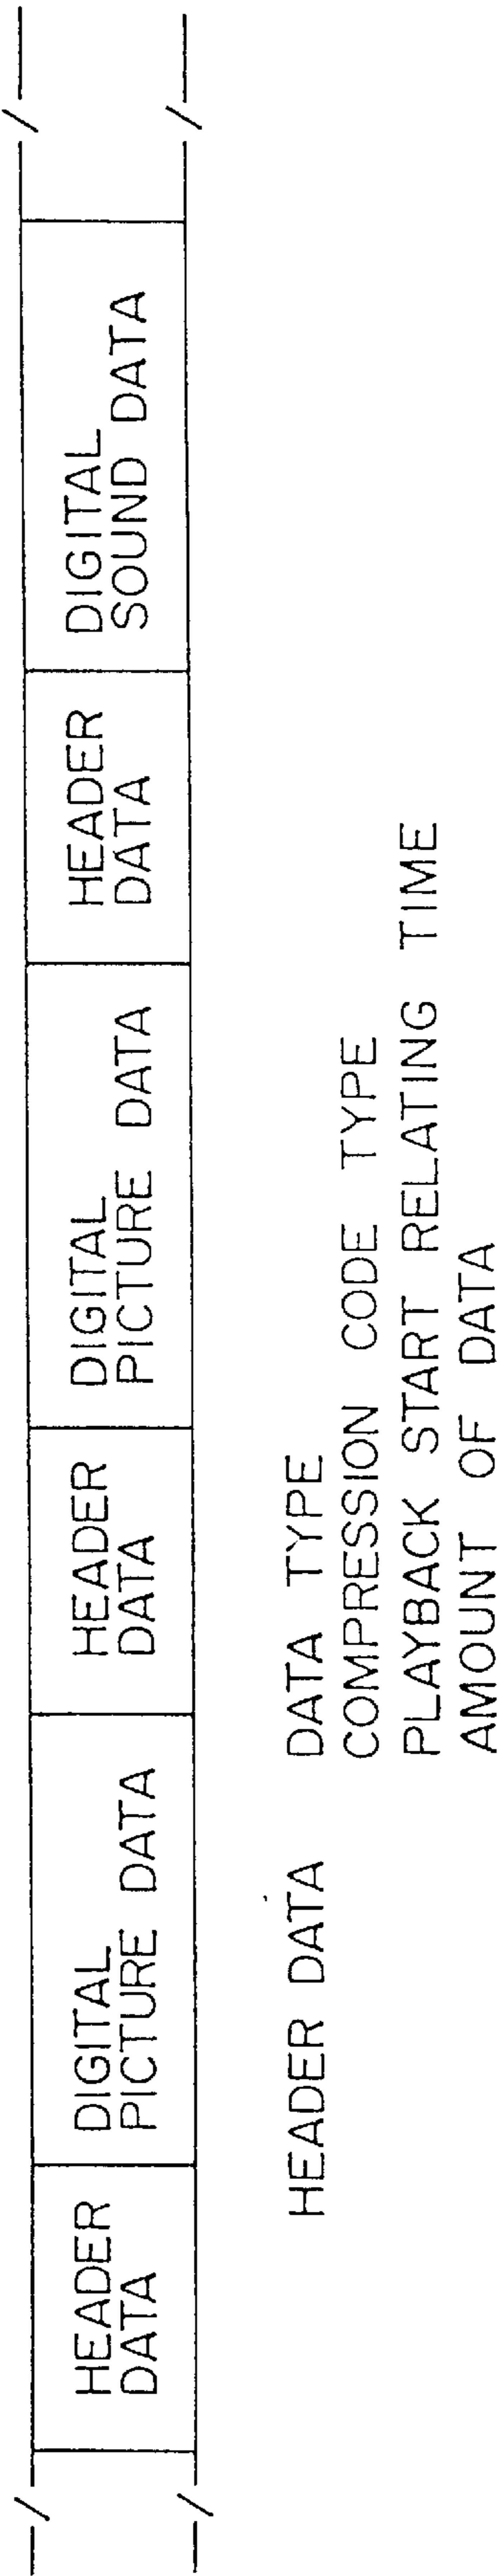 HEADER
DATA
DIGITAL
PICTURE DATA
HEADER
DATA
DIGITAL
PICTURE DATA
HEADER
DATA
DIGITAL
SOUND DATA
HEADER DATA
DATA TYPE
COMPRESSION CODE TYPE
PLAYBACK START RELATING TIME
AMOUNT OF DATA